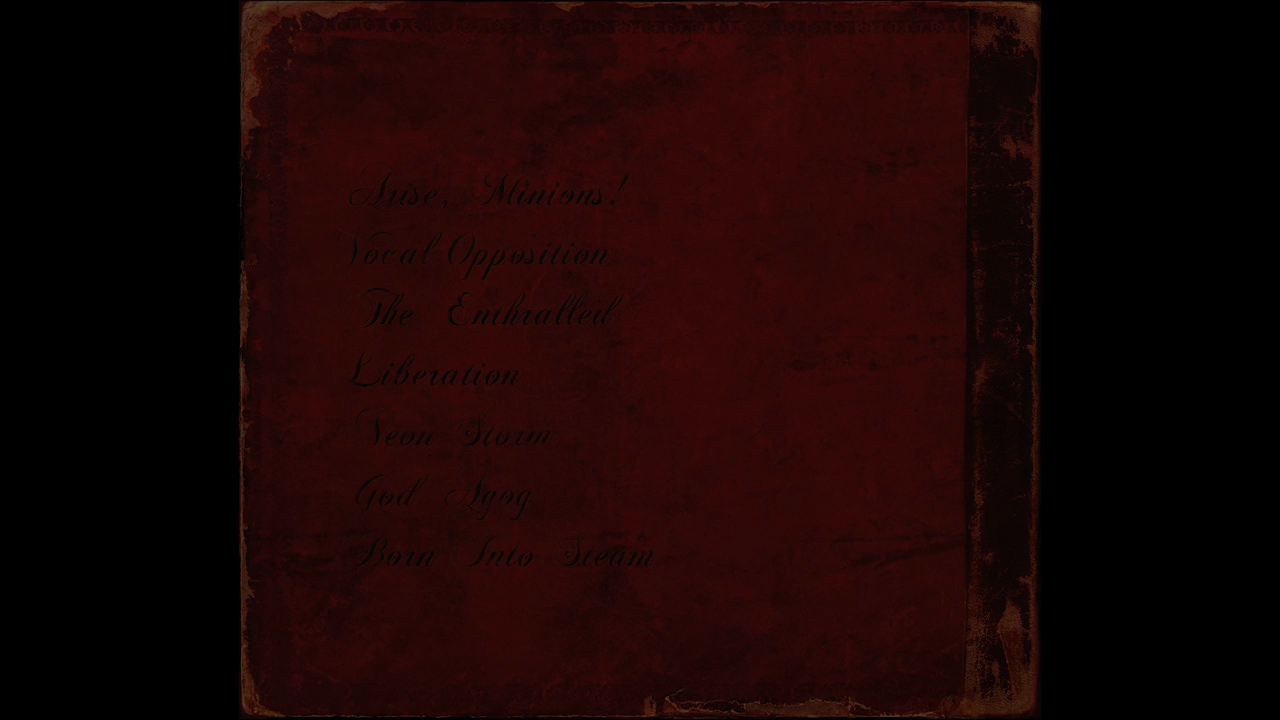 Arise, Minions!
Vocal Opposition
The Enthralled
Liberation
Neon Storm
God Agog
Born Into Steam